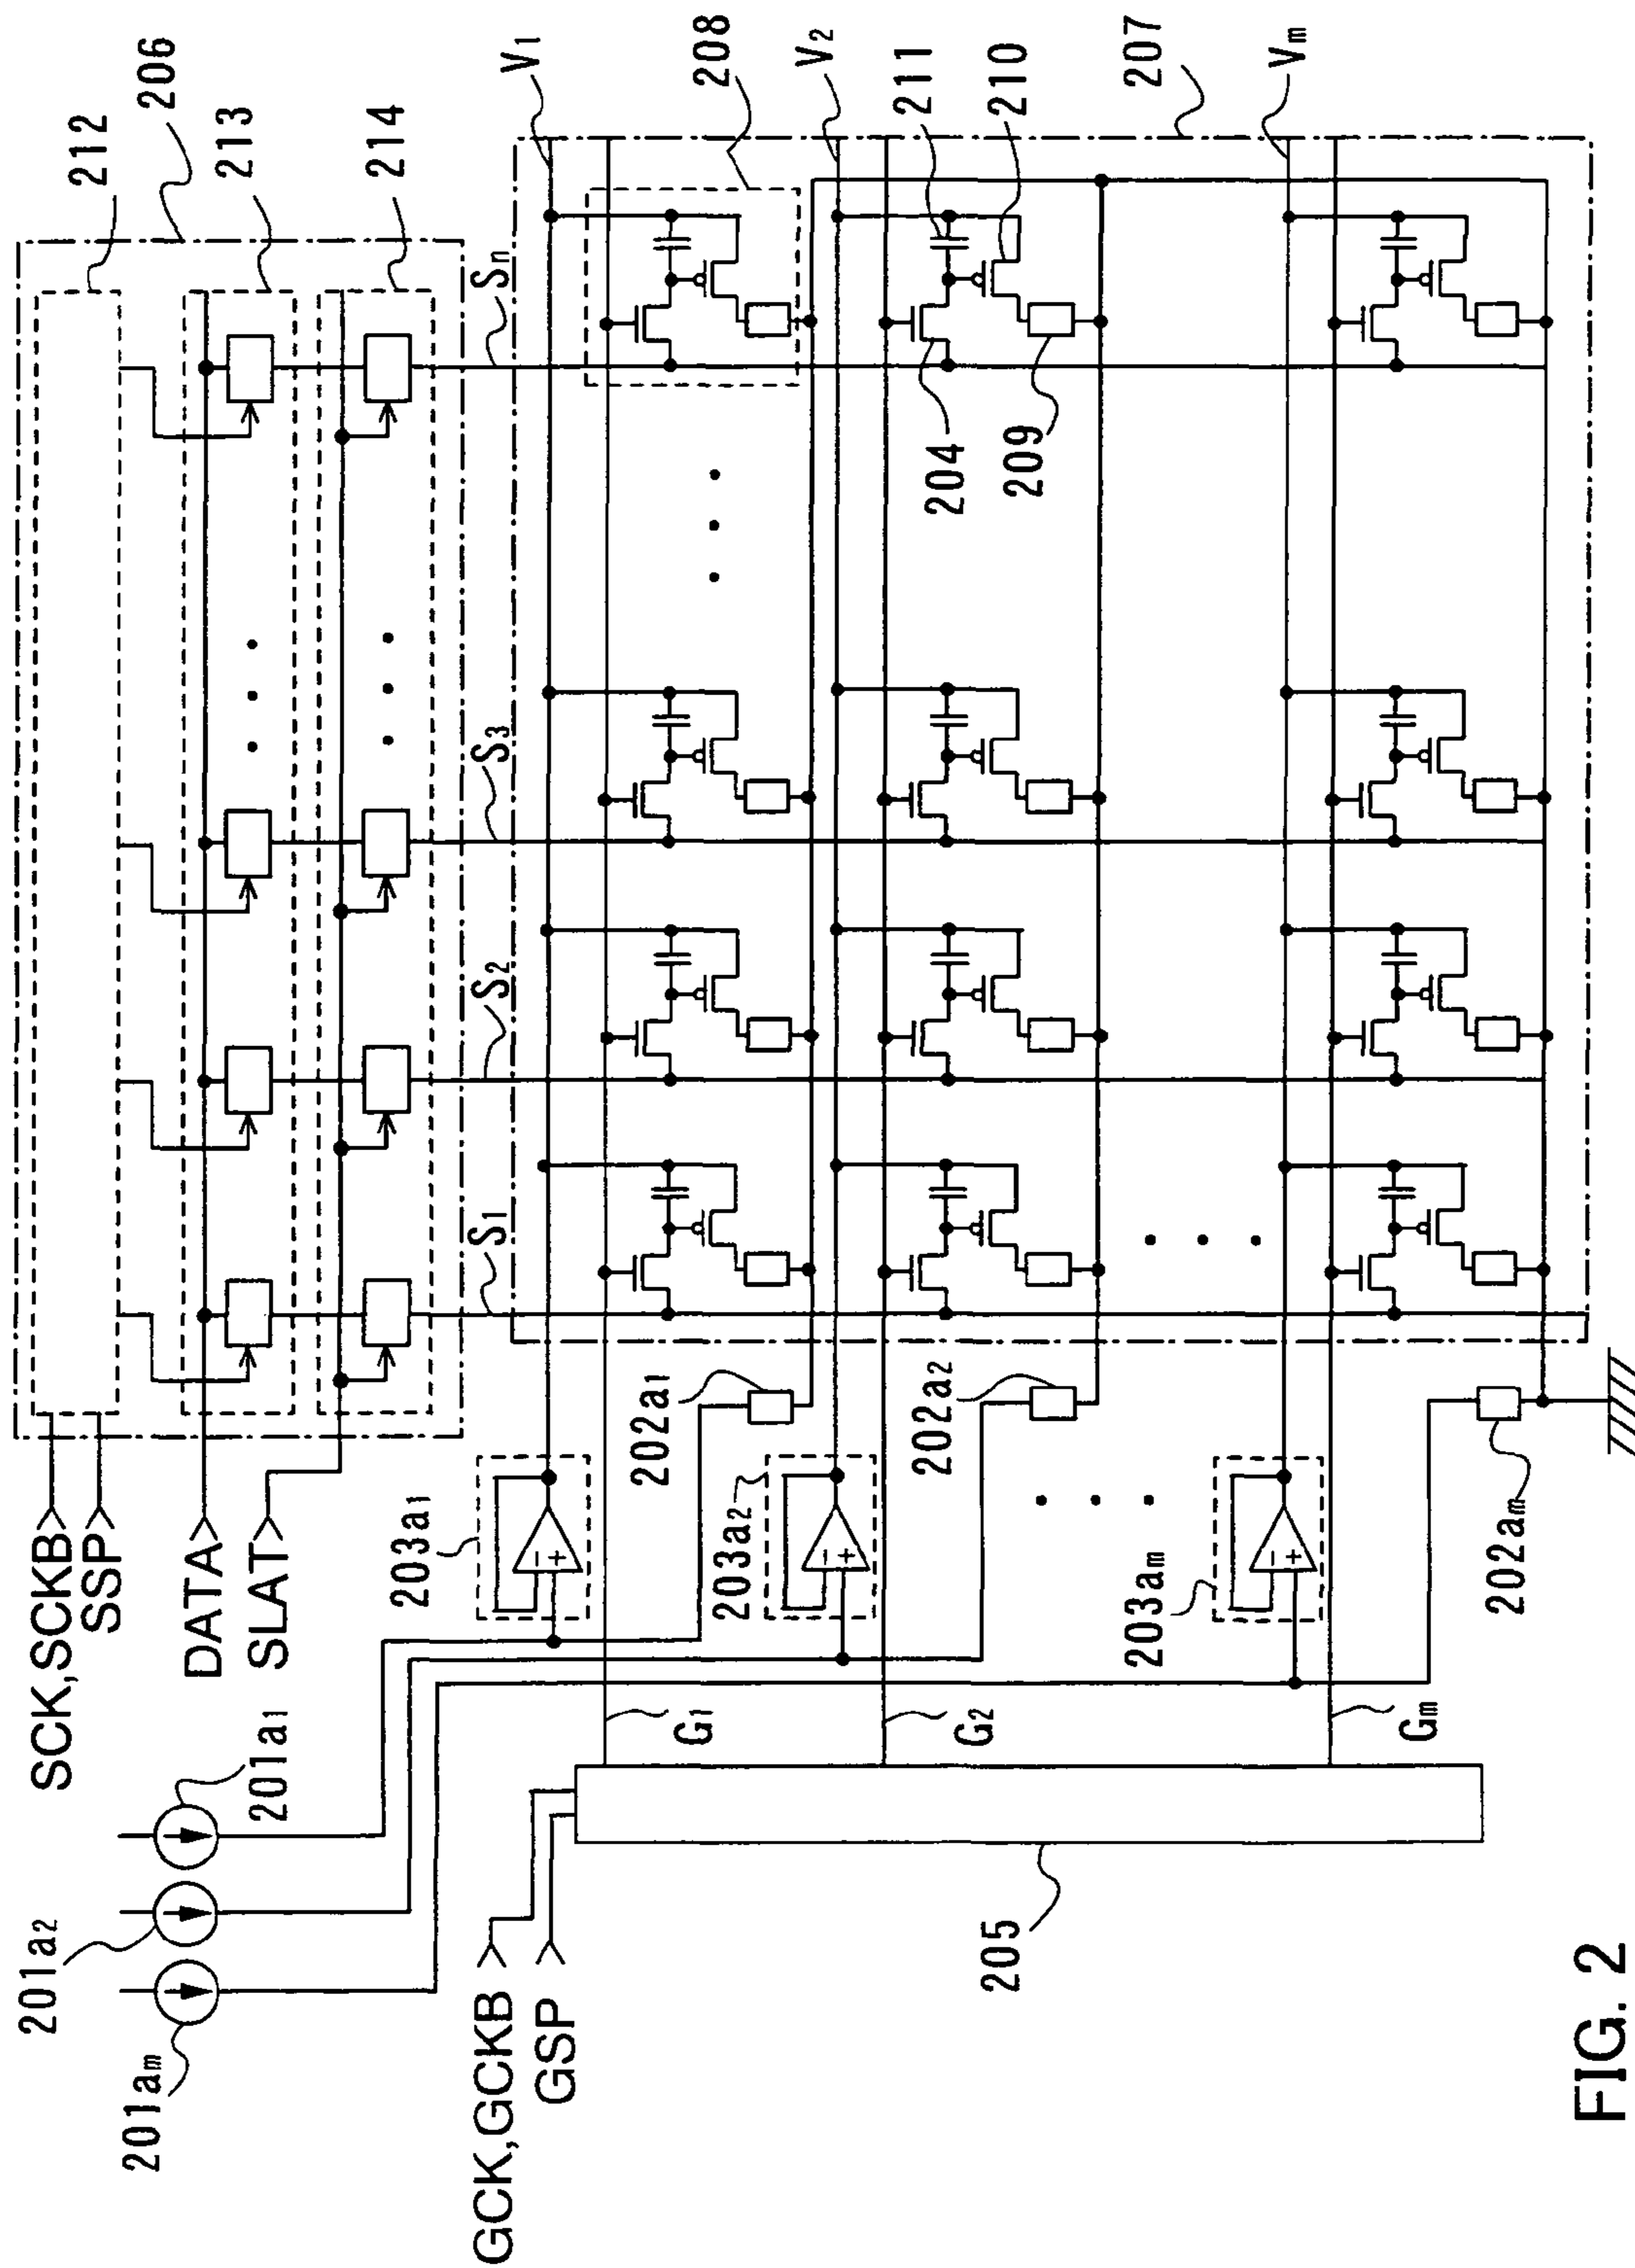 212
206
213
214
SCK,SCKB
SSP
DATA
SLAT
201a1
201a2
201am
S1
S2
S3
Sn
V1
208
203a1
202a1
G1
V2
211
210
204
209
203a2
202a2
G2
Vm
207
203am
202am
Gm
GCK,GCKB
GSP
205
FIG. 2